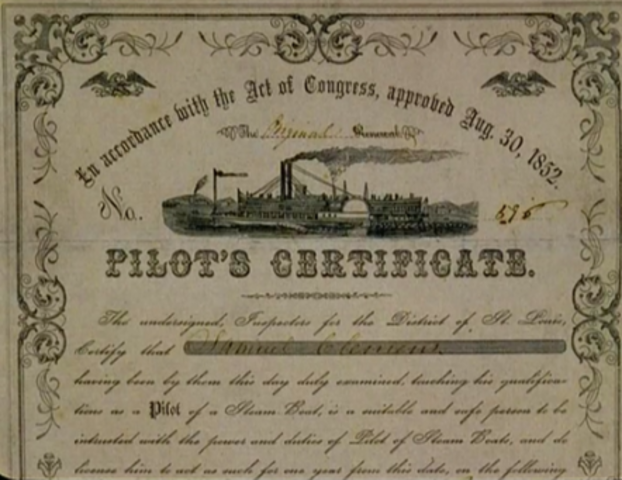 In accordance with the Act of Congress, approved Aug. 30, 1852.
The Original Renewal
No. 595
PILOT'S CERTIFICATE.
The undersigned, Inspectors for the District of St. Louis,
Certify that Samuel Clemens.
having been by them this day duly examined, touching his qualifica-
tions as a Pilot of a Steam Boat, is a suitable and safe person to be
intrusted with the power and duties of Pilot of Steam Boats, and do
license him to act as such for one year from this date, on the following